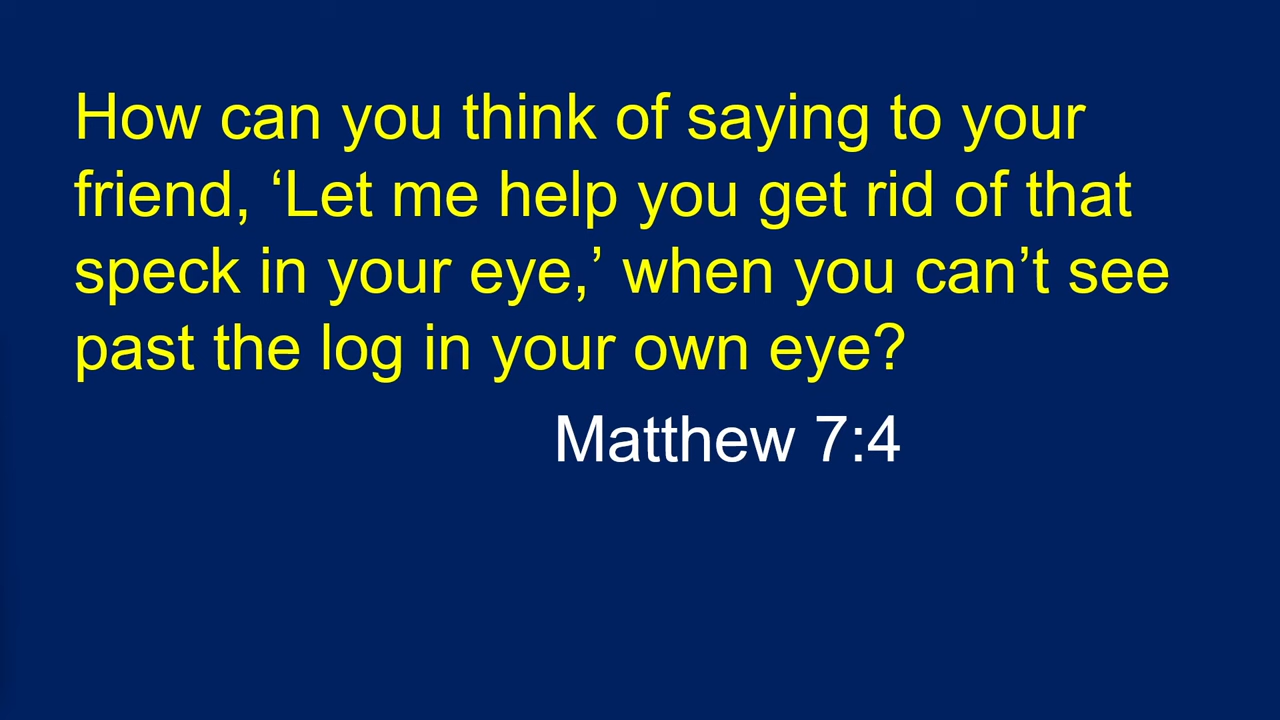 How can you think of saying to your
friend, ‘Let me help you get rid of that
speck in your eye,’ when you can’t see
past the log in your own eye?
Matthew 7:4